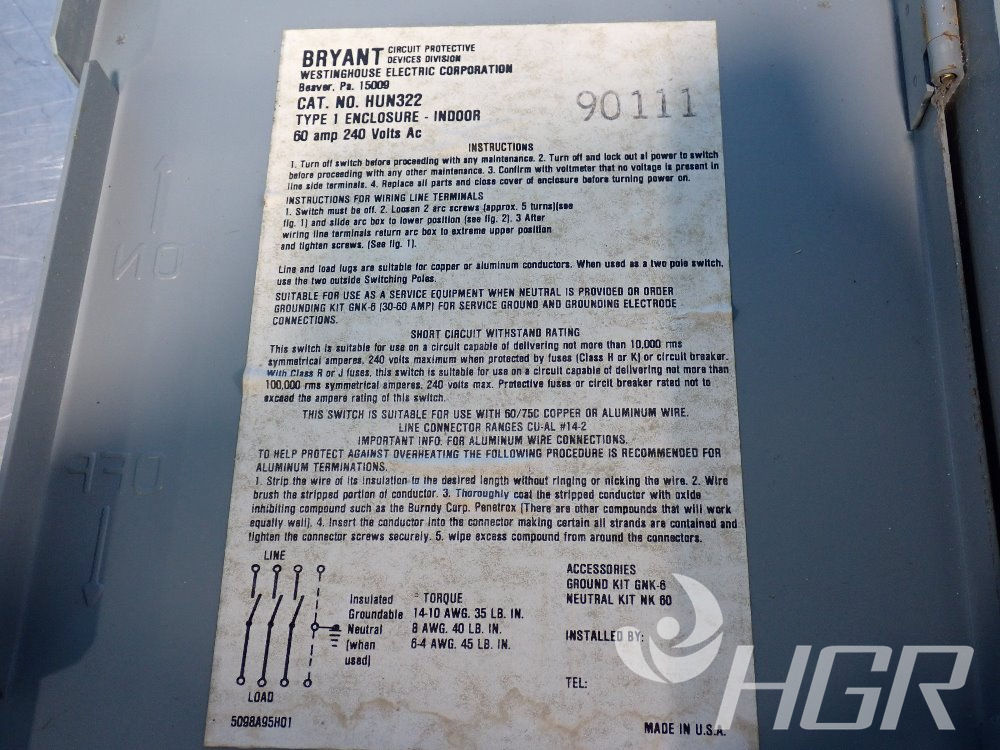 BRYANT CIRCUIT PROTECTIVE DEVICES DIVISION
WESTINGHOUSE ELECTRIC CORPORATION
Beaver, Pa. 15009
CAT. NO. HUN322
TYPE 1 ENCLOSURE - INDOOR
60 amp 240 Volts Ac
90111
INSTRUCTIONS
1. Turn off switch before proceeding with any maintenance. 2. Turn off and lock out al power to switch
before proceeding with any other maintenance. 3. Confirm with voltmeter that no voltage is present in
line side terminals. 4. Replace all parts and close cover of enclosure before turning power on.
INSTRUCTIONS FOR WIRING LINE TERMINALS
1. Switch must be off. 2. Loosen 2 arc screws (approx. 5 turns)(see
fig. 1) and slide arc box to lower position (see fig. 2). 3 After
wiring line terminals return arc box to extreme upper position
and tighten screws. (See fig. 1).
Line and load lugs are suitable for copper or aluminum conductors. When used as a two pole switch,
use the two outside Switching Poles.
SUITABLE FOR USE AS A SERVICE EQUIPMENT WHEN NEUTRAL IS PROVIDED OR ORDER
GROUNDING KIT GNK-6 (30-60 AMP) FOR SERVICE GROUND AND GROUNDING ELECTRODE
CONNECTIONS.
SHORT CIRCUIT WITHSTAND RATING
This switch is suitable for use on a circuit capable of delivering not more than 10,000 rms
symmetrical amperes, 240 volts maximum when protected by fuses (Class H or K) or circuit breaker.
With Class R or J fuses, this switch is suitable for use on a circuit capable of delivering not more than
100,000 rms symmetrical amperes, 240 volts max. Protective fuses or circit breaker rated not to
exceed the ampere rating of this switch.
THIS SWITCH IS SUITABLE FOR USE WITH 60/75C COPPER OR ALUMINUM WIRE.
LINE CONNECTOR RANGES CU-AL #14-2
IMPORTANT INFO. FOR ALUMINUM WIRE CONNECTIONS.
TO HELP PROTECT AGAINST OVERHEATING THE FOLLOWING PROCEDURE IS RECOMMENDED FOR
ALUMINUM TERMINATIONS.
1. Strip the wire of its insulation to the desired length without ringing or nicking the wire. 2. Wire
brush the stripped portion of conductor. 3. Thoroughly coat the stripped conductor with oxide
inhibiting compound such as the Burndy Corp. Penetrox (There are other compounds that will work
equally well). 4. Insert the conductor into the connector making certain all strands are contained and
tighten the connector screws securely. 5. wipe excess compound from around the connectors.
LINE
LOAD
Insulated
Groundable
Neutral
(when
used)
TORQUE
14-10 AWG. 35 LB. IN.
8 AWG. 40 LB. IN.
6-4 AWG. 45 LB. IN.
ACCESSORIES
GROUND KIT GNK-6
NEUTRAL KIT NK 60
INSTALLED BY:
TEL:
5098A95H01
MADE IN U.S.A.
ON
OFF
HGR